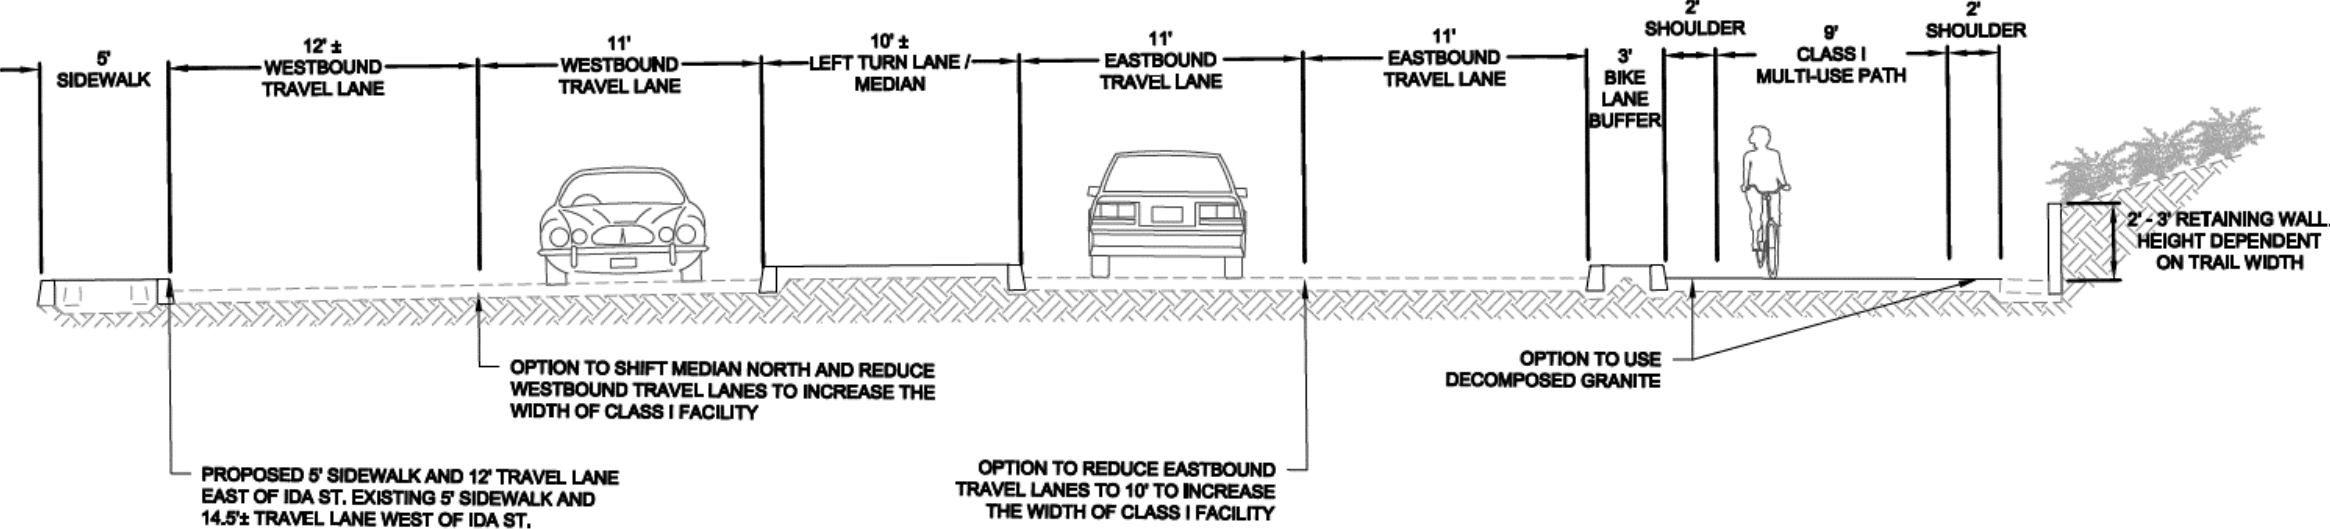 5'
SIDEWALK
12' ±
WESTBOUND
TRAVEL LANE
11'
WESTBOUND
TRAVEL LANE
10' ±
LEFT TURN LANE /
MEDIAN
11'
EASTBOUND
TRAVEL LANE
11'
EASTBOUND
TRAVEL LANE
3'
BIKE
LANE
BUFFER
2'
SHOULDER
9'
CLASS I
MULTI-USE PATH
2'
SHOULDER
2' - 3' RETAINING WALL.
HEIGHT DEPENDENT
ON TRAIL WIDTH
OPTION TO SHIFT MEDIAN NORTH AND REDUCE
WESTBOUND TRAVEL LANES TO INCREASE THE
WIDTH OF CLASS I FACILITY
OPTION TO USE
DECOMPOSED GRANITE
PROPOSED 5' SIDEWALK AND 12' TRAVEL LANE
EAST OF IDA ST. EXISTING 5' SIDEWALK AND
14.5'± TRAVEL LANE WEST OF IDA ST.
OPTION TO REDUCE EASTBOUND
TRAVEL LANES TO 10' TO INCREASE
THE WIDTH OF CLASS I FACILITY